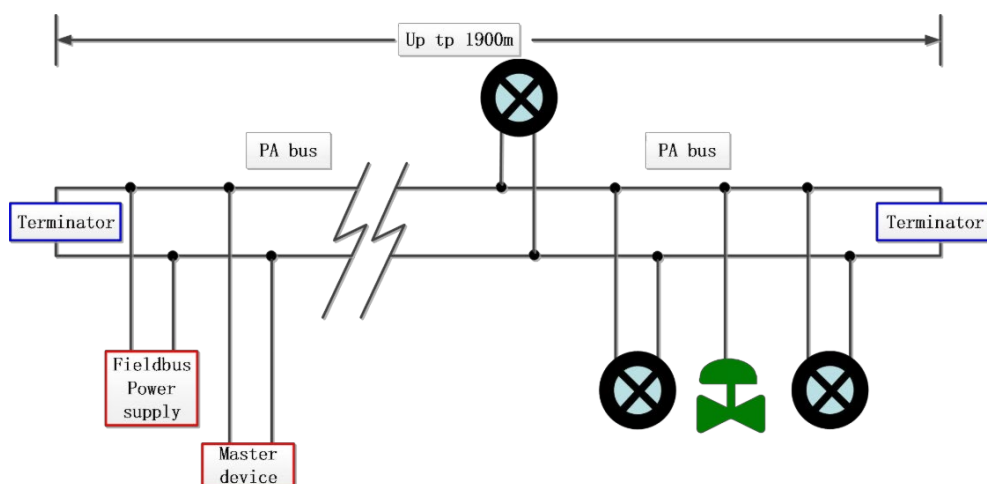 Up tp 1900m
PA bus
PA bus
Terminator
Terminator
Fieldbus
Power
supply
Master
device